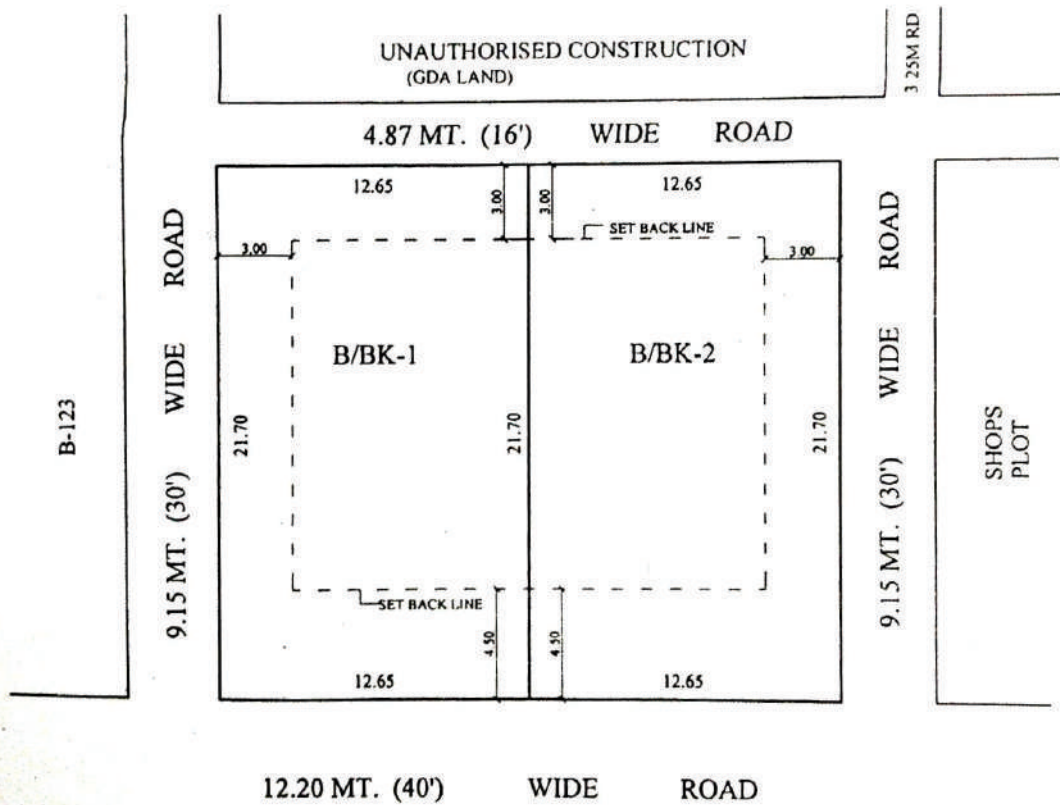 UNAUTHORISED CONSTRUCTION
(GDA LAND)
3 25M RD
4.87 MT. (16') WIDE ROAD
12.65
3.00
3.00
12.65
SET BACK LINE
3.00
3.00
9.15 MT. (30') WIDE ROAD
9.15 MT. (30') WIDE ROAD
B/BK-1
B/BK-2
B-123
21.70
21.70
21.70
SHOPS
PLOT
SET BACK LINE
4.50
4.50
12.65
12.65
12.20 MT. (40') WIDE ROAD